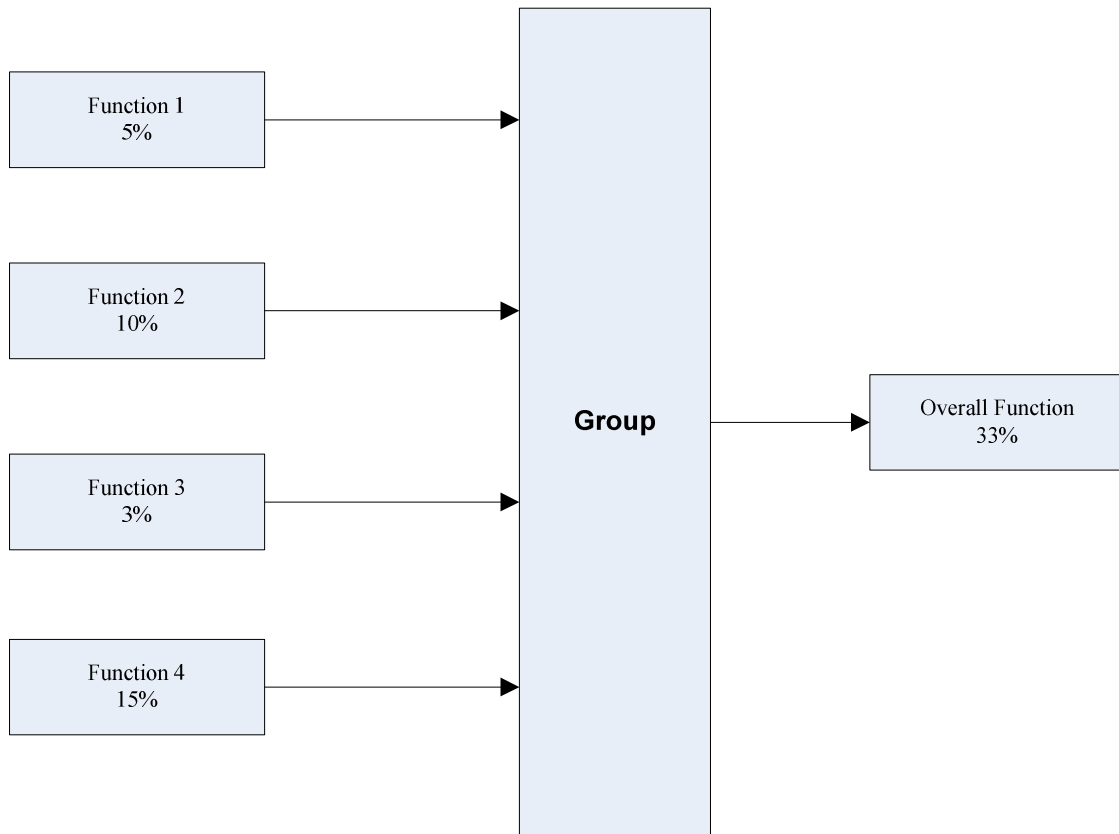 Function 1
5%
Function 2
10%
Function 3
3%
Function 4
15%
Group
Overall Function
33%